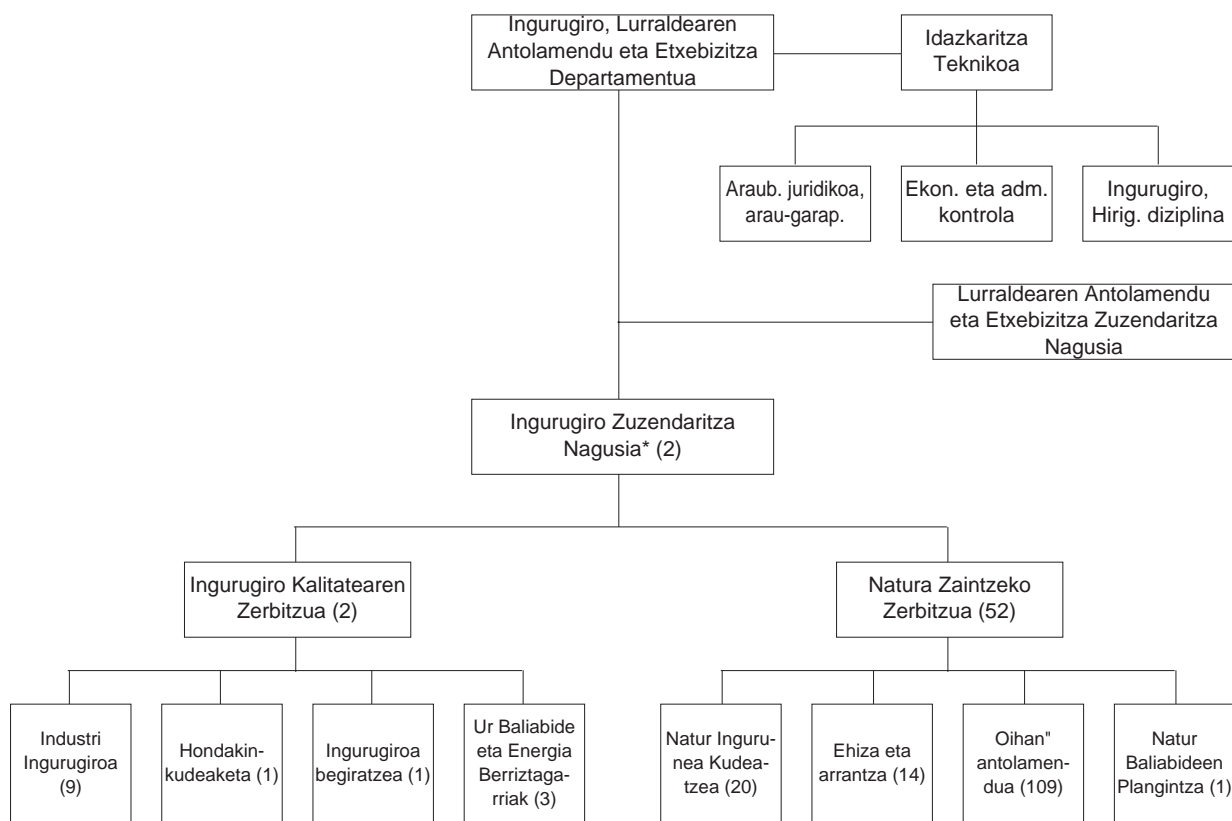 Ingurugiro, Lurraldearen
Antolamendu eta Etxebizitza
Departamentua
Idazkaritza
Teknikoa
Araub. juridikoa,
arau-garap.
Ekon. eta adm.
kontrola
Ingurugiro,
Hirig. diziplina
Lurraldearen Antolamendu
eta Etxebizitza Zuzendaritza
Nagusia
Ingurugiro Zuzendaritza
Nagusia* (2)
Ingurugiro Kalitatearen
Zerbitzua (2)
Natura Zaintzeko
Zerbitzua (52)
Industri
Ingurugiroa
(9)
Hondakin-
kudeaketa (1)
Ingurugiroa
begiratzea (1)
Ur Baliabide
eta Energia
Berriztaga-
rriak (3)
Natur Inguru-
nea Kudea-
tzea (20)
Ehiza eta
arrantza (14)
Oihan"
antolamen-
dua (109)
Natur
Baliabideen
Plangintza (1)